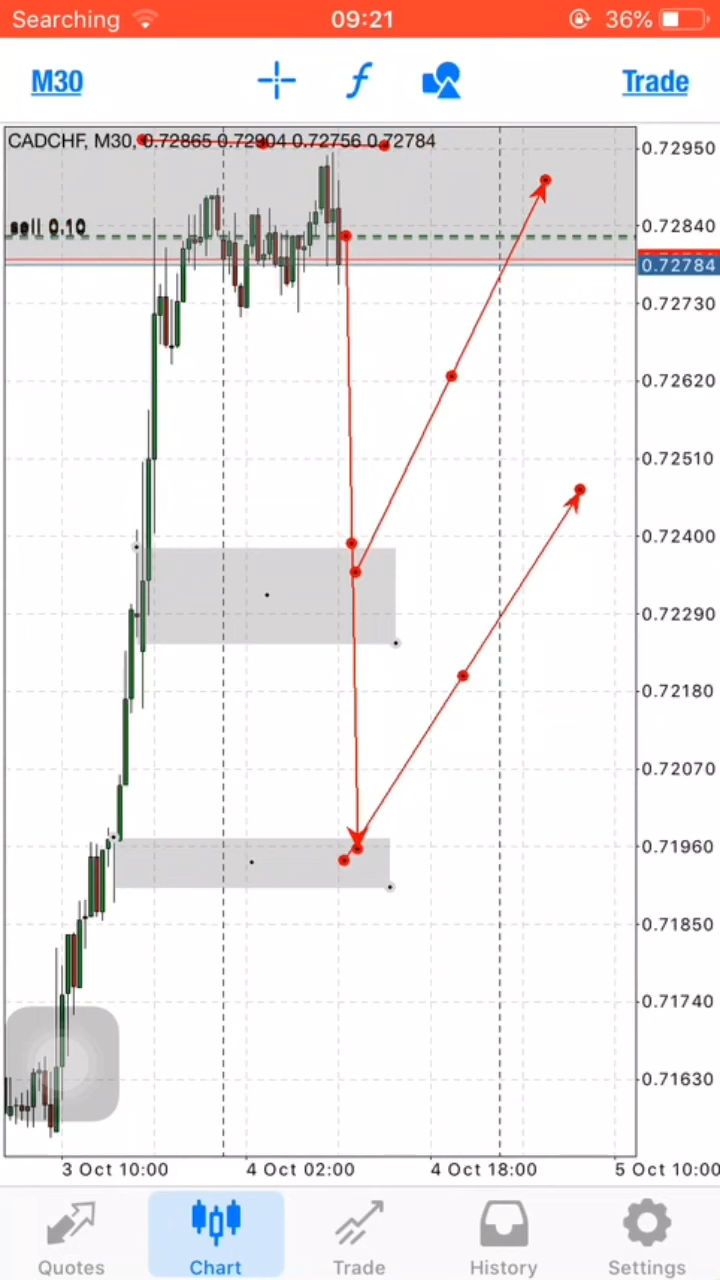 Searching 09:21 36%
M30 f Trade
CADCHF, M30, 0.72865 0.72904 0.72756 0.72784
0.72950
sell 0.10
0.72840
0.72784
0.72730
0.72620
0.72510
0.72400
0.72290
0.72180
0.72070
0.71960
0.71850
0.71740
0.71630
3 Oct 10:00 4 Oct 02:00 4 Oct 18:00 5 Oct 10:00
Quotes Chart Trade History Settings